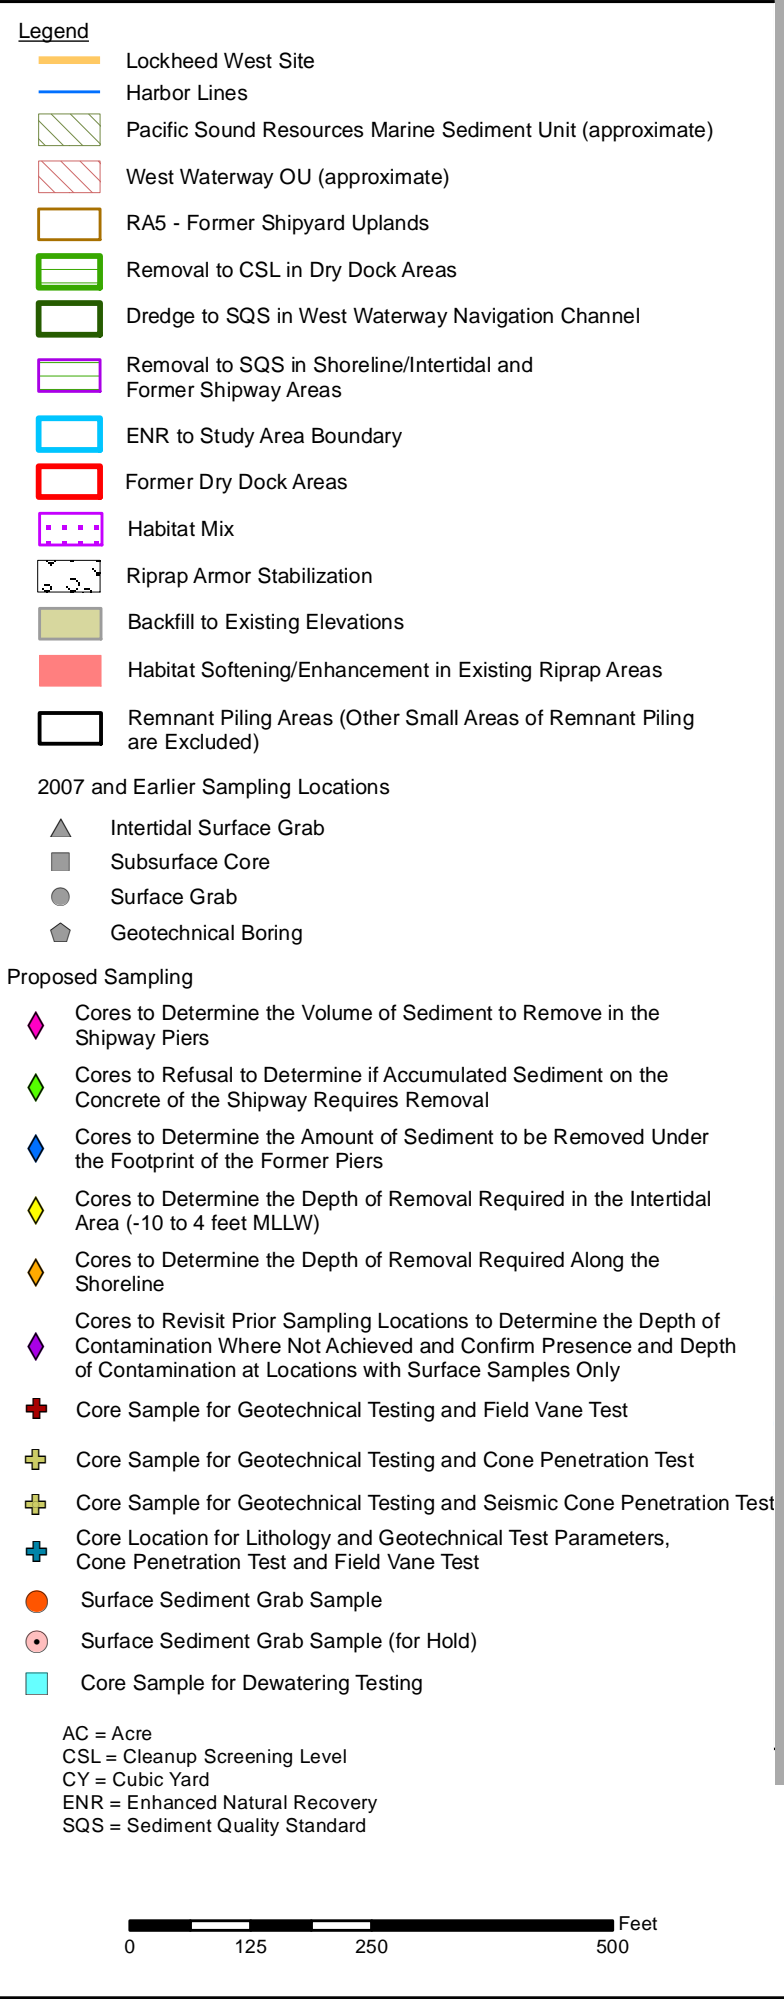 Legend
Lockheed West Site
Harbor Lines
Pacific Sound Resources Marine Sediment Unit (approximate)
West Waterway OU (approximate)
RA5 - Former Shipyard Uplands
Removal to CSL in Dry Dock Areas
Dredge to SQS in West Waterway Navigation Channel
Removal to SQS in Shoreline/Intertidal and
Former Shipway Areas
ENR to Study Area Boundary
Former Dry Dock Areas
Habitat Mix
Riprap Armor Stabilization
Backfill to Existing Elevations
Habitat Softening/Enhancement in Existing Riprap Areas
Remnant Piling Areas (Other Small Areas of Remnant Piling
are Excluded)
2007 and Earlier Sampling Locations
Intertidal Surface Grab
Subsurface Core
Surface Grab
Geotechnical Boring
Proposed Sampling
Cores to Determine the Volume of Sediment to Remove in the
Shipway Piers
Cores to Refusal to Determine if Accumulated Sediment on the
Concrete of the Shipway Requires Removal
Cores to Determine the Amount of Sediment to be Removed Under
the Footprint of the Former Piers
Cores to Determine the Depth of Removal Required in the Intertidal
Area (-10 to 4 feet MLLW)
Cores to Determine the Depth of Removal Required Along the
Shoreline
Cores to Revisit Prior Sampling Locations to Determine the Depth of
Contamination Where Not Achieved and Confirm Presence and Depth
of Contamination at Locations with Surface Samples Only
Core Sample for Geotechnical Testing and Field Vane Test
Core Sample for Geotechnical Testing and Cone Penetration Test
Core Sample for Geotechnical Testing and Seismic Cone Penetration Test
Core Location for Lithology and Geotechnical Test Parameters,
Cone Penetration Test and Field Vane Test
Surface Sediment Grab Sample
Surface Sediment Grab Sample (for Hold)
Core Sample for Dewatering Testing
AC = Acre
CSL = Cleanup Screening Level
CY = Cubic Yard
ENR = Enhanced Natural Recovery
SQS = Sediment Quality Standard
Feet
0 125 250 500